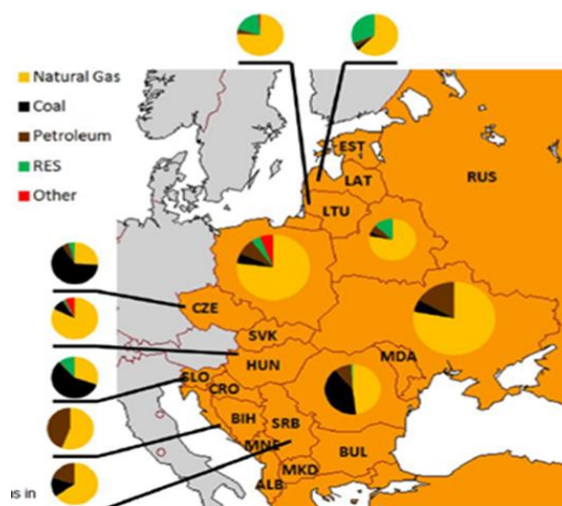 Natural Gas
Coal
Petroleum
RES
Other
EST
RUS
LAT
LTU
CZE
SVK
MDA
HUN
SLO
CRO
BIH
SRB
MNE
BUL
MKD
ALB
ıs in